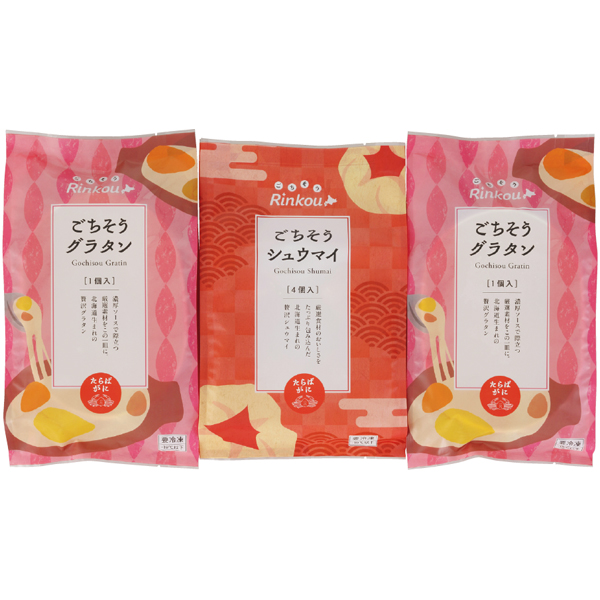 ごちそう
Rinkou
ごちそう
グラタン
Gochisou Gratin
[1個入]
濃厚ソースで際立つ
厳選素材をこの一皿に。
北海道生まれの
贅沢グラタン
たらば
がに
要冷凍
ごちそう
Rinkou
ごちそう
シュウマイ
Gochisou Shumai
[4個入]
厳選食材のおいしさを
たっぷり包み込んだ
北海道生まれの
贅沢シュウマイ
たらば
がに
要冷凍
ごちそう
Rinkou
ごちそう
グラタン
Gochisou Gratin
[1個入]
濃厚ソースで際立つ
厳選素材をこの一皿に。
北海道生まれの
贅沢グラタン
たらば
がに
要冷凍